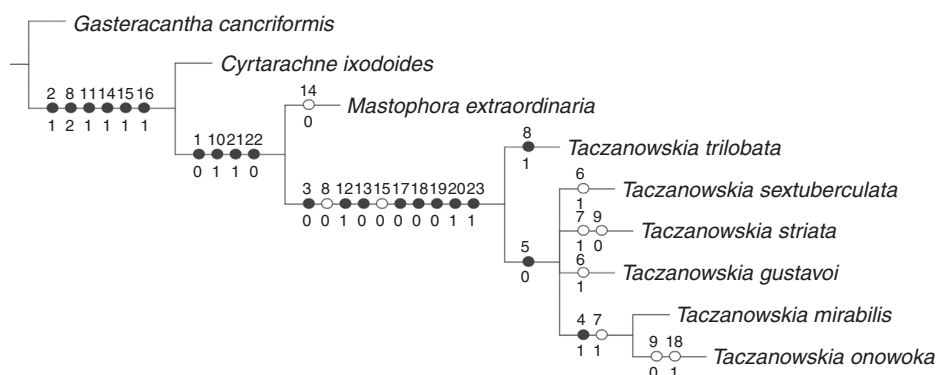 Gasteracantha cancriformis
Cyrtarachne ixodoides
2 8 11 14 15 16
1 2 1 1 1 1
14
0
Mastophora extraordinaria
1 10 21 22
0 1 1 0
8
1
Taczanowskia trilobata
3 8 12 13 15 17 18 19 20 23
0 0 1 0 0 0 0 0 1 1
6
1
Taczanowskia sextuberculata
7 9
1 0
Taczanowskia striata
5
0
6
1
Taczanowskia gustavoi
4 7
1 1
Taczanowskia mirabilis
9 18
0 1
Taczanowskia onowoka